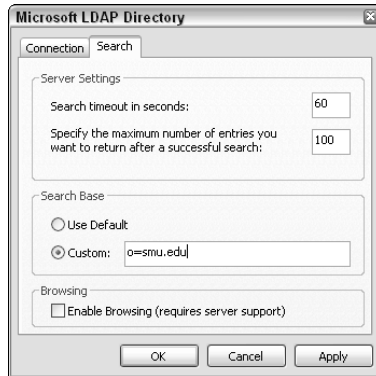 Microsoft LDAP Directory
Connection
Search
Server Settings
Search timeout in seconds:
60
Specify the maximum number of entries you
want to return after a successful search:
100
Search Base
Use Default
Custom:
o=smu.edu
Browsing
Enable Browsing (requires server support)
OK
Cancel
Apply